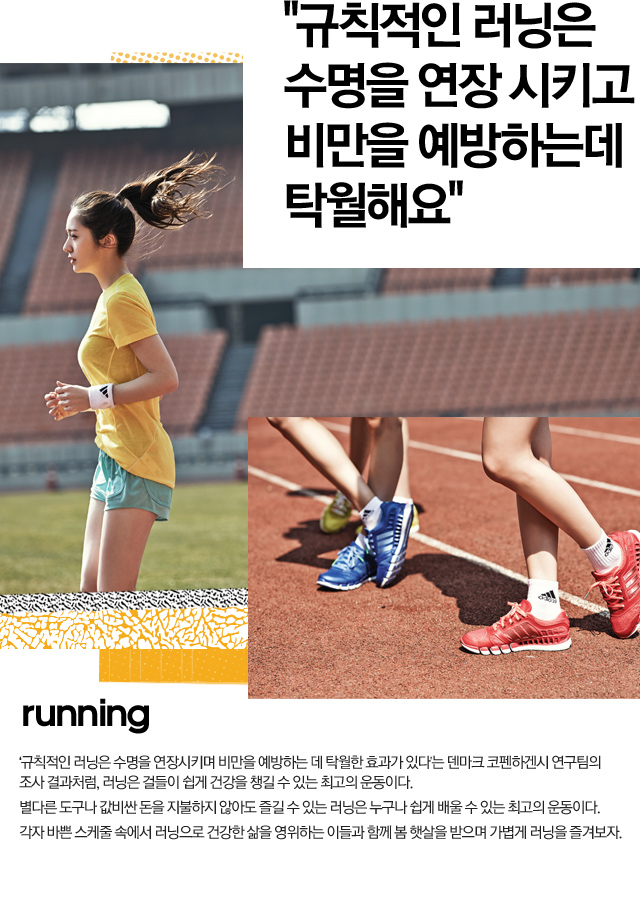 "규칙적인 러닝은
수명을 연장 시키고
비만을 예방하는데
탁월해요"
running
'규칙적인 러닝은 수명을 연장시키며 비만을 예방하는 데 탁월한 효과가 있다'는 덴마크 코펜하겐시 연구팀의
조사 결과처럼, 러닝은 걸들이 쉽게 건강을 챙길 수 있는 최고의 운동이다.
별다른 도구나 값비싼 돈을 지불하지 않아도 즐길 수 있는 러닝은 누구나 쉽게 배울 수 있는 최고의 운동이다.
각자 바쁜 스케줄 속에서 러닝으로 건강한 삶을 영위하는 이들과 함께 봄 햇살을 받으며 가볍게 러닝을 즐겨보자.